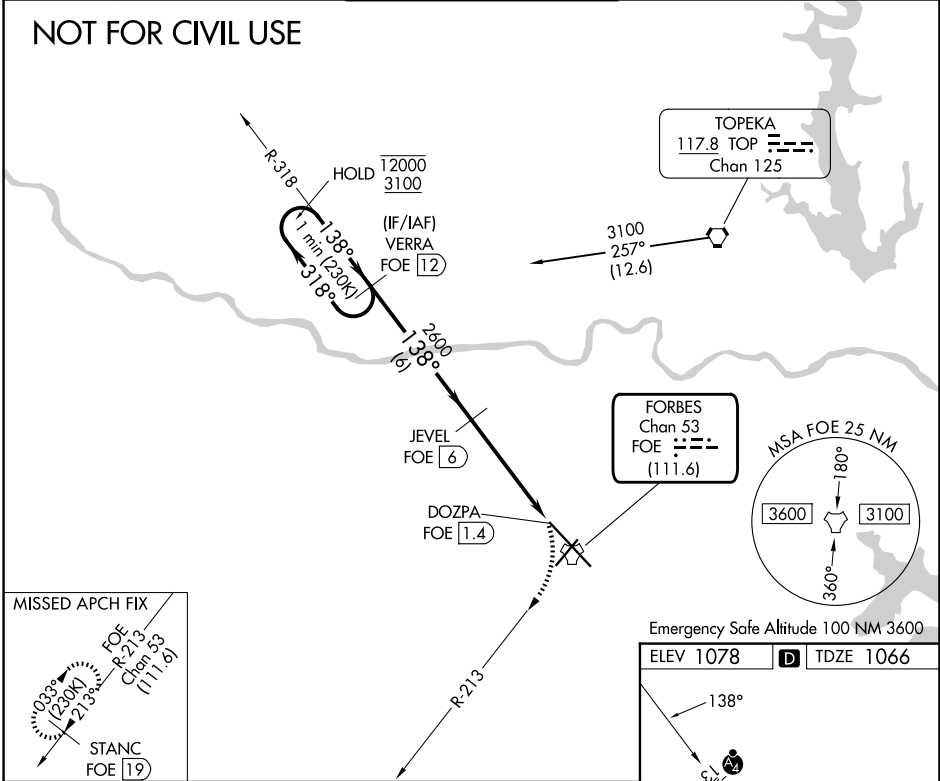 NOT FOR CIVIL USE
TOPEKA
117.8 TOP
Chan 125
R-318
HOLD 12000
3100
138°
1 min (230K)
318°
(IF/IAF)
VERRA
FOE 12
3100
257°
(12.6)
2600
138°
(6)
JEVEL
FOE 6
FORBES
Chan 53
FOE
(111.6)
DOZPA
FOE 1.4
MSA FOE 25 NM
180°
3600
3100
360°
R-213
MISSED APCH FIX
FOE
R-213
Chan 53
(111.6)
033°
(230K)
213°
STANC
FOE 19
Emergency Safe Altitude 100 NM 3600
ELEV 1078 D TDZE 1066
138°
A4